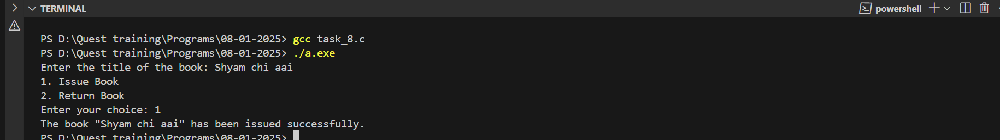 TERMINAL
powershell
PS D:\Quest training\Programs\08-01-2025> gcc task_8.c
PS D:\Quest training\Programs\08-01-2025> ./a.exe
Enter the title of the book: Shyam chi aai
1. Issue Book
2. Return Book
Enter your choice: 1
The book "Shyam chi aai" has been issued successfully.
PS D:\Quest training\Programs\08-01-2025>